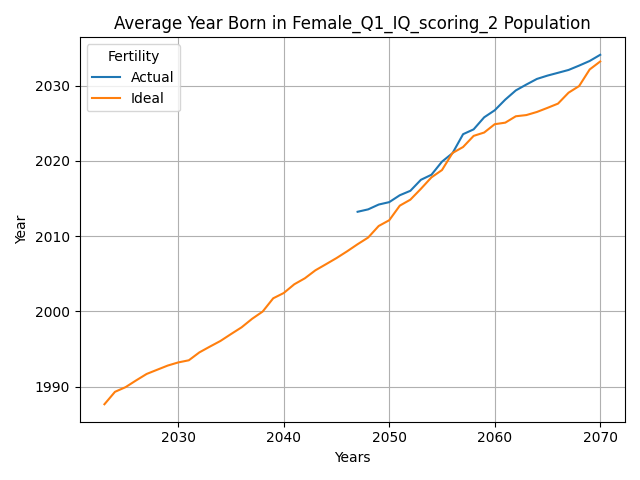 Average Year Born in Female_Q1_IQ_scoring_2 Population
Fertility
Actual
Ideal
Year
2030
2020
2010
2000
1990
2030 2040 2050 2060 2070
Years